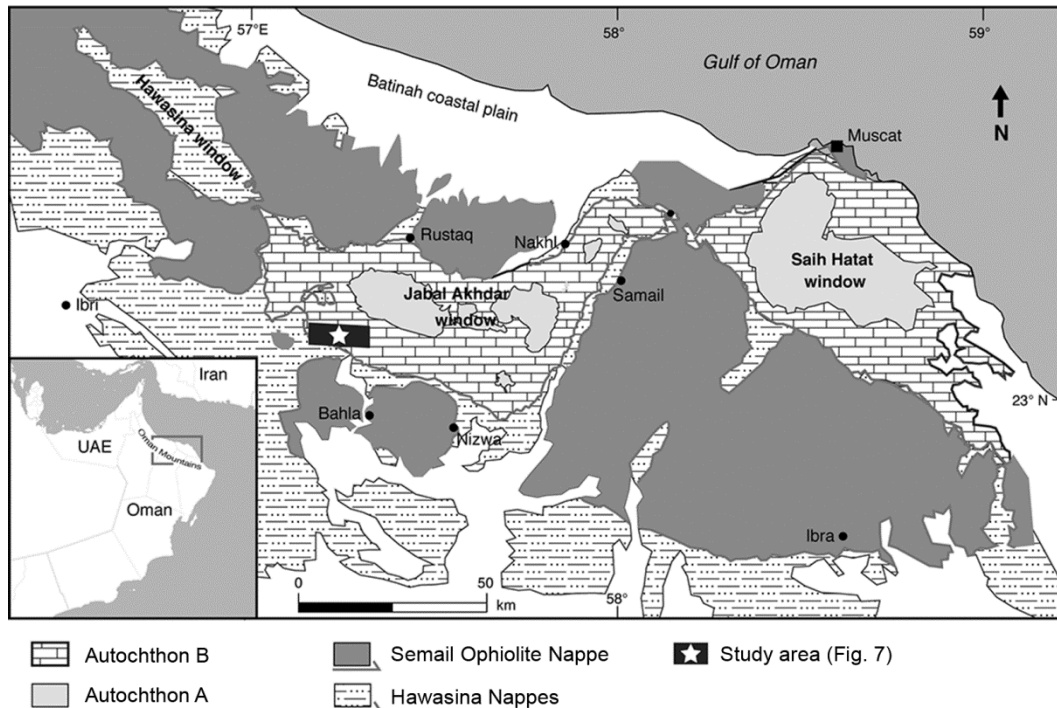 57°E
58°
59°
Gulf of Oman
Batinah coastal plain
N
Hawasina window
Muscat
Rustaq
Nakhl
Saih Hatat
window
Jabal Akhdar
window
Samail
Ibri
23° N
Bahla
Nizwa
Iran
UAE
Oman Mountains
Oman
Ibra
0
50
km
58°
Autochthon B
Semail Ophiolite Nappe
Study area (Fig. 7)
Autochthon A
Hawasina Nappes